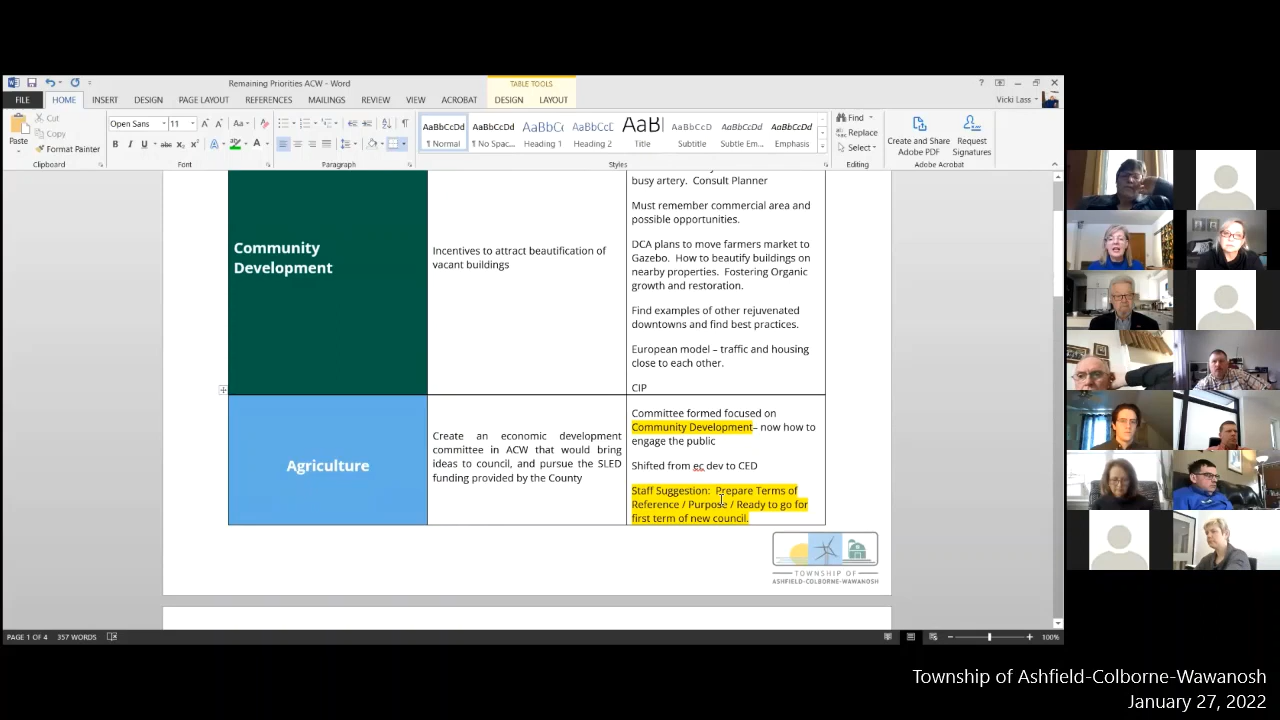 Remaining Priorities ACW - Word
TABLE TOOLS
FILE HOME INSERT DESIGN PAGE LAYOUT REFERENCES MAILINGS REVIEW VIEW ACROBAT DESIGN LAYOUT
Vicki Lass
Paste
Cut
Copy
Format Painter
Clipboard
Open Sans 11
Font
Paragraph
AaBbCcDd AaBbCcDd AaBbC AaBbCcE AaB AaBbCcD AaBbCcDd AaBbCcDd
¶ Normal ¶ No Spac... Heading 1 Heading 2 Title Subtitle Subtle Em... Emphasis
Styles
Find
Replace
Select
Editing
Create and Share
Adobe PDF
Request
Signatures
Adobe Acrobat
Community
Development
Incentives to attract beautification of
vacant buildings
busy artery. Consult Planner
Must remember commercial area and
possible opportunities.
DCA plans to move farmers market to
Gazebo. How to beautify buildings on
nearby properties. Fostering Organic
growth and restoration.
Find examples of other rejuvenated
downtowns and find best practices.
European model – traffic and housing
close to each other.
CIP
Agriculture
Create an economic development
committee in ACW that would bring
ideas to council, and pursue the SLED
funding provided by the County
Committee formed focused on
Community Development– now how to
engage the public
Shifted from ec dev to CED
Staff Suggestion: Prepare Terms of
Reference / Purpose / Ready to go for
first term of new council.
TOWNSHIP OF
ASHFIELD-COLBORNE-WAWANOSH
PAGE 1 OF 4 357 WORDS
100%
Township of Ashfield-Colborne-Wawanosh
January 27, 2022